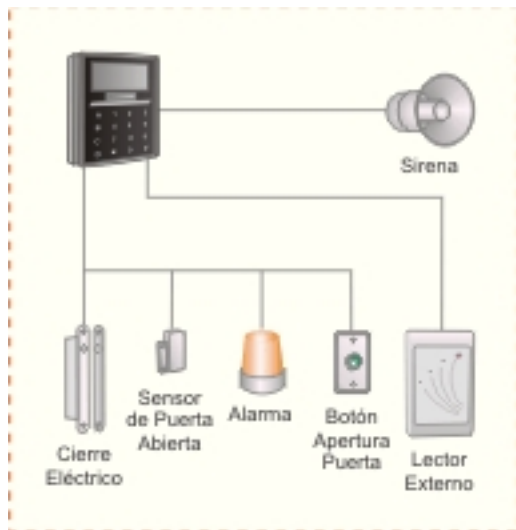 Sirena
Sensor
de Puerta
Abierta
Alarma
Botón
Apertura
Puerta
Cierre
Eléctrico
Lector
Externo